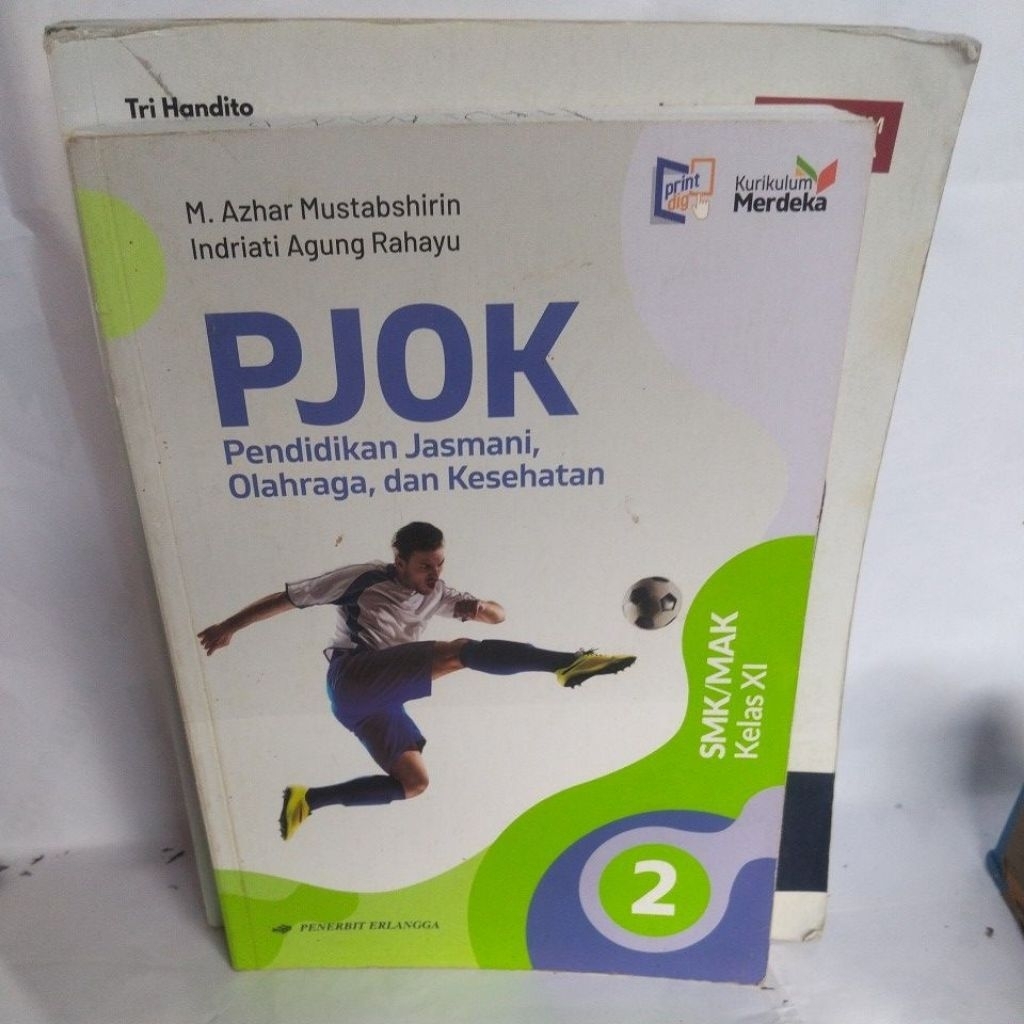 Tri Handito
M. Azhar Mustabshirin
Indriati Agung Rahayu
print
dig
Kurikulum
Merdeka
PJOK
Pendidikan Jasmani,
Olahraga, dan Kesehatan
SMK/MAK
Kelas XI
2
PENERBIT ERLANGGA